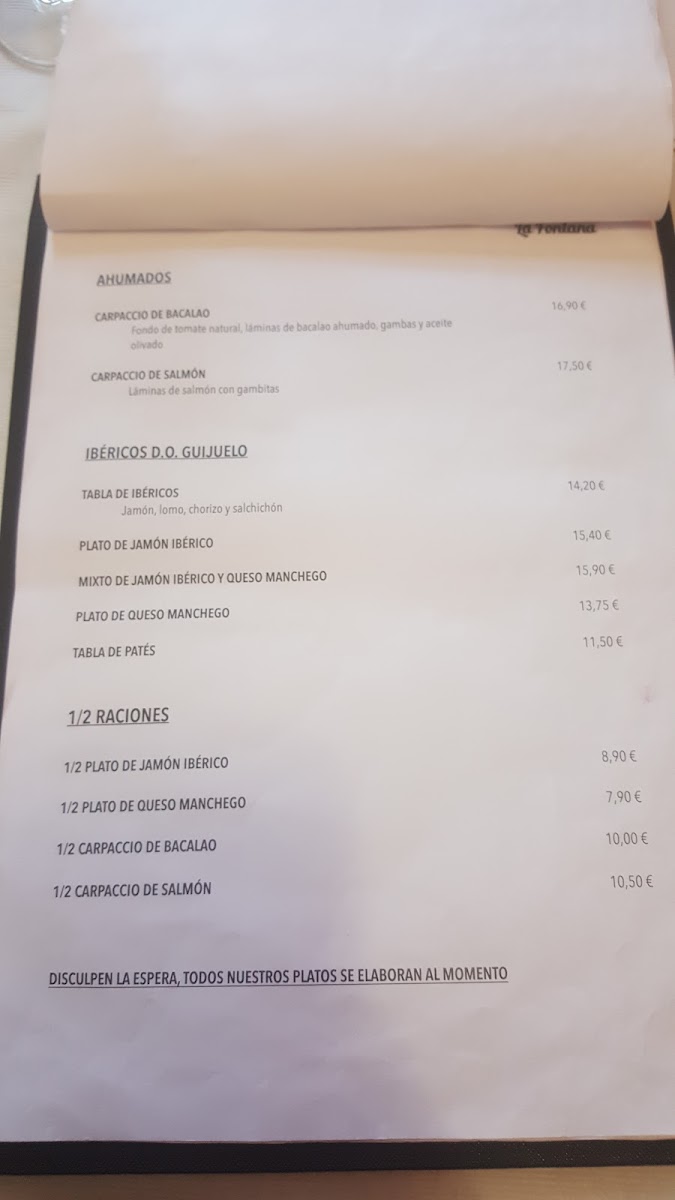 La Fontana
AHUMADOS
CARPACCIO DE BACALAO 16,90 €
Fondo de tomate natural, láminas de bacalao ahumado, gambas y aceite
olivado
CARPACCIO DE SALMÓN 17,50 €
Láminas de salmón con gambitas
IBÉRICOS D.O. GUIJUELO
TABLA DE IBÉRICOS 14,20 €
Jamón, lomo, chorizo y salchichón
PLATO DE JAMÓN IBÉRICO 15,40 €
MIXTO DE JAMÓN IBÉRICO Y QUESO MANCHEGO 15,90 €
PLATO DE QUESO MANCHEGO 13,75 €
TABLA DE PATÉS 11,50 €
1/2 RACIONES
1/2 PLATO DE JAMÓN IBÉRICO 8,90 €
1/2 PLATO DE QUESO MANCHEGO 7,90 €
1/2 CARPACCIO DE BACALAO 10,00 €
1/2 CARPACCIO DE SALMÓN 10,50 €
DISCULPEN LA ESPERA, TODOS NUESTROS PLATOS SE ELABORAN AL MOMENTO